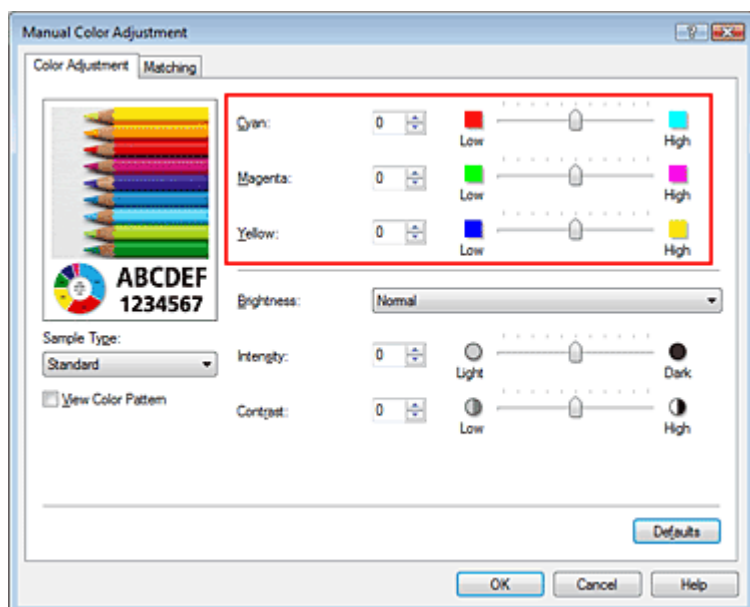 Manual Color Adjustment
Color Adjustment Matching
Cyan: 0 Low High
Magenta: 0 Low High
Yellow: 0 Low High
ABCDEF
1234567
Brightness: Normal
Sample Type:
Standard
Intensity: 0 Light Dark
View Color Pattern
Contrast: 0 Low High
Defaults
OK Cancel Help